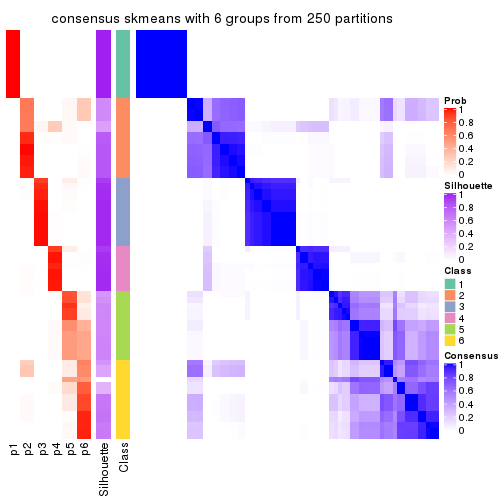 consensus skmeans with 6 groups from 250 partitions
Prob
1
0.8
0.6
0.4
0.2
0
Silhouette
1
0.8
0.6
0.4
0.2
0
Class
1
2
3
4
5
6
Consensus
1
0.8
0.6
0.4
0.2
0
p1
p2
p3
p4
p5
p6
Silhouette
Class